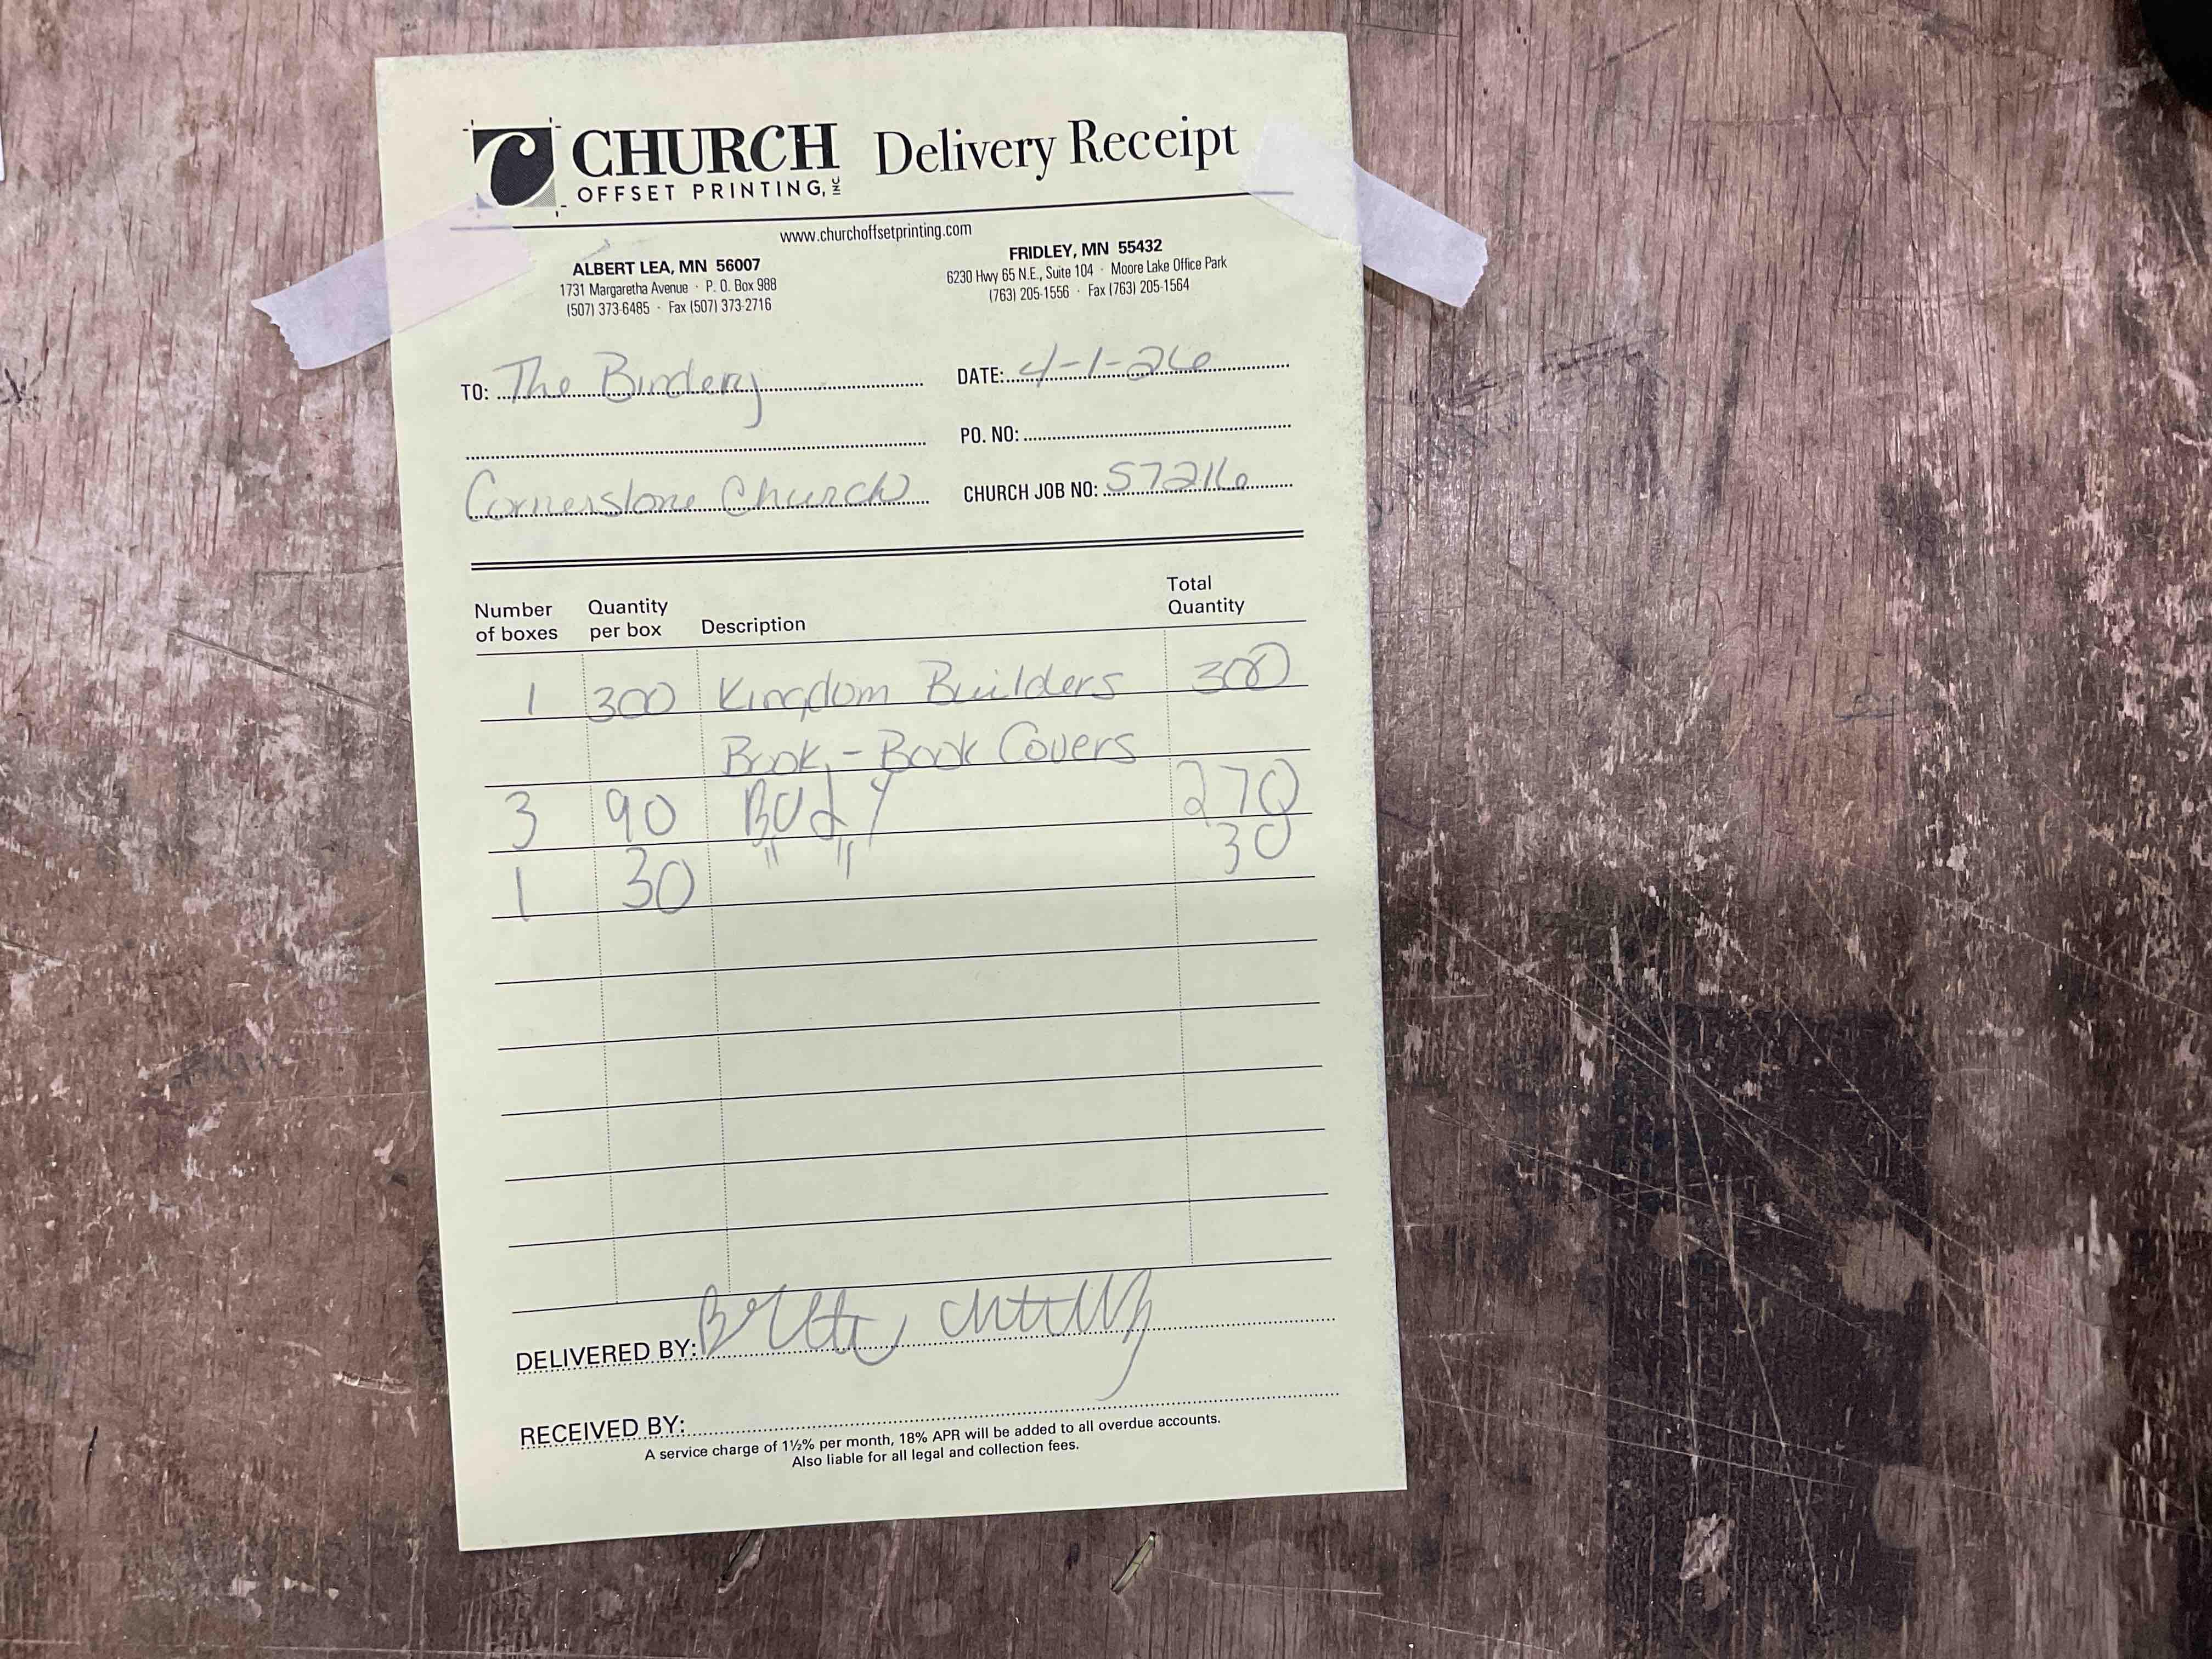 CHURCH Delivery Receipt
OFFSET PRINTING, INC
www.churchoffsetprinting.com
ALBERT LEA, MN 56007
1731 Margaretha Avenue · P. O. Box 988
(507) 373-6485 · Fax (507) 373-2716
FRIDLEY, MN 55432
6230 Hwy 65 N.E., Suite 104 · Moore Lake Office Park
(763) 205-1556 · Fax (763) 205-1564
TO: The Bindery DATE: 4-1-26
PO. NO:
Cornerstone Church CHURCH JOB NO: 57216
Number of boxes Quantity per box Description Total Quantity
1 300 Kingdom Builders 300
Book - Book Covers
3 90 BODY 270
1 30 " " 30
DELIVERED BY:
RECEIVED BY:
A service charge of 1½% per month, 18% APR will be added to all overdue accounts.
Also liable for all legal and collection fees.